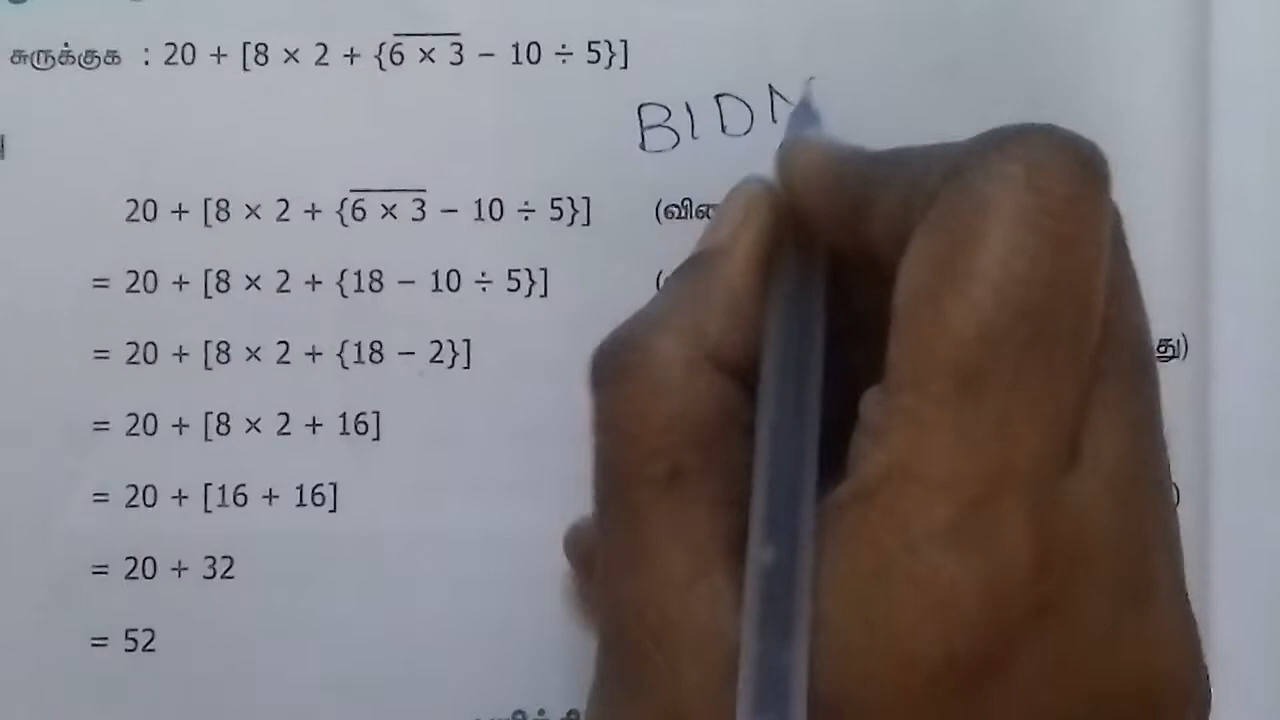 சுருக்குக : 20 + [8 × 2 + {6 × 3 − 10 ÷ 5}]
BID
20 + [8 × 2 + {6 × 3 − 10 ÷ 5}]
= 20 + [8 × 2 + {18 − 10 ÷ 5}]
= 20 + [8 × 2 + {18 − 2}]
= 20 + [8 × 2 + 16]
= 20 + [16 + 16]
= 20 + 32
= 52